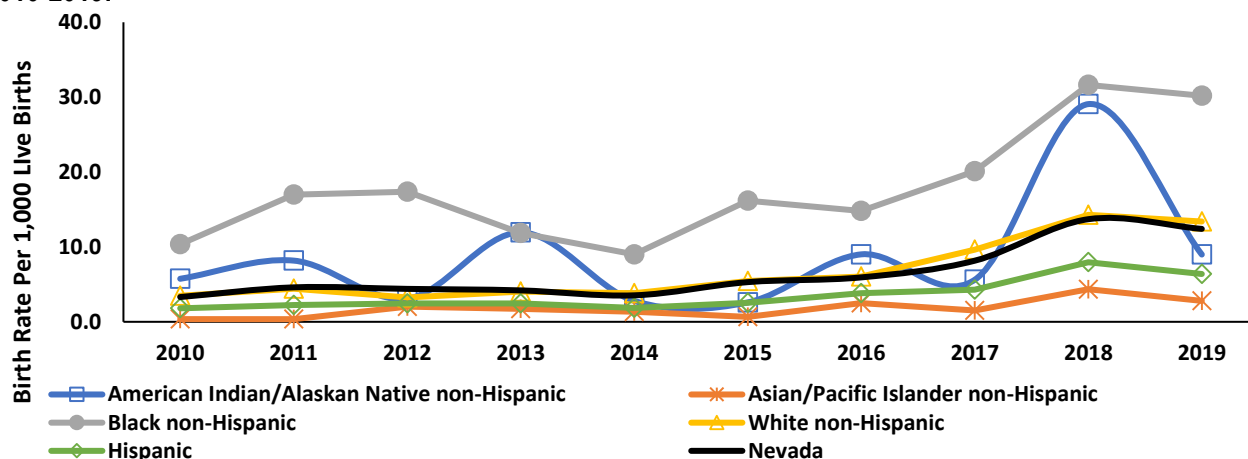 40.0
30.0
20.0
10.0
0.0
Birth Rate Per 1,000 LIve Births
2010 2011 2012 2013 2014 2015 2016 2017 2018 2019
American Indian/Alaskan Native non-Hispanic Asian/Pacific Islander non-Hispanic
Black non-Hispanic White non-Hispanic
Hispanic Nevada